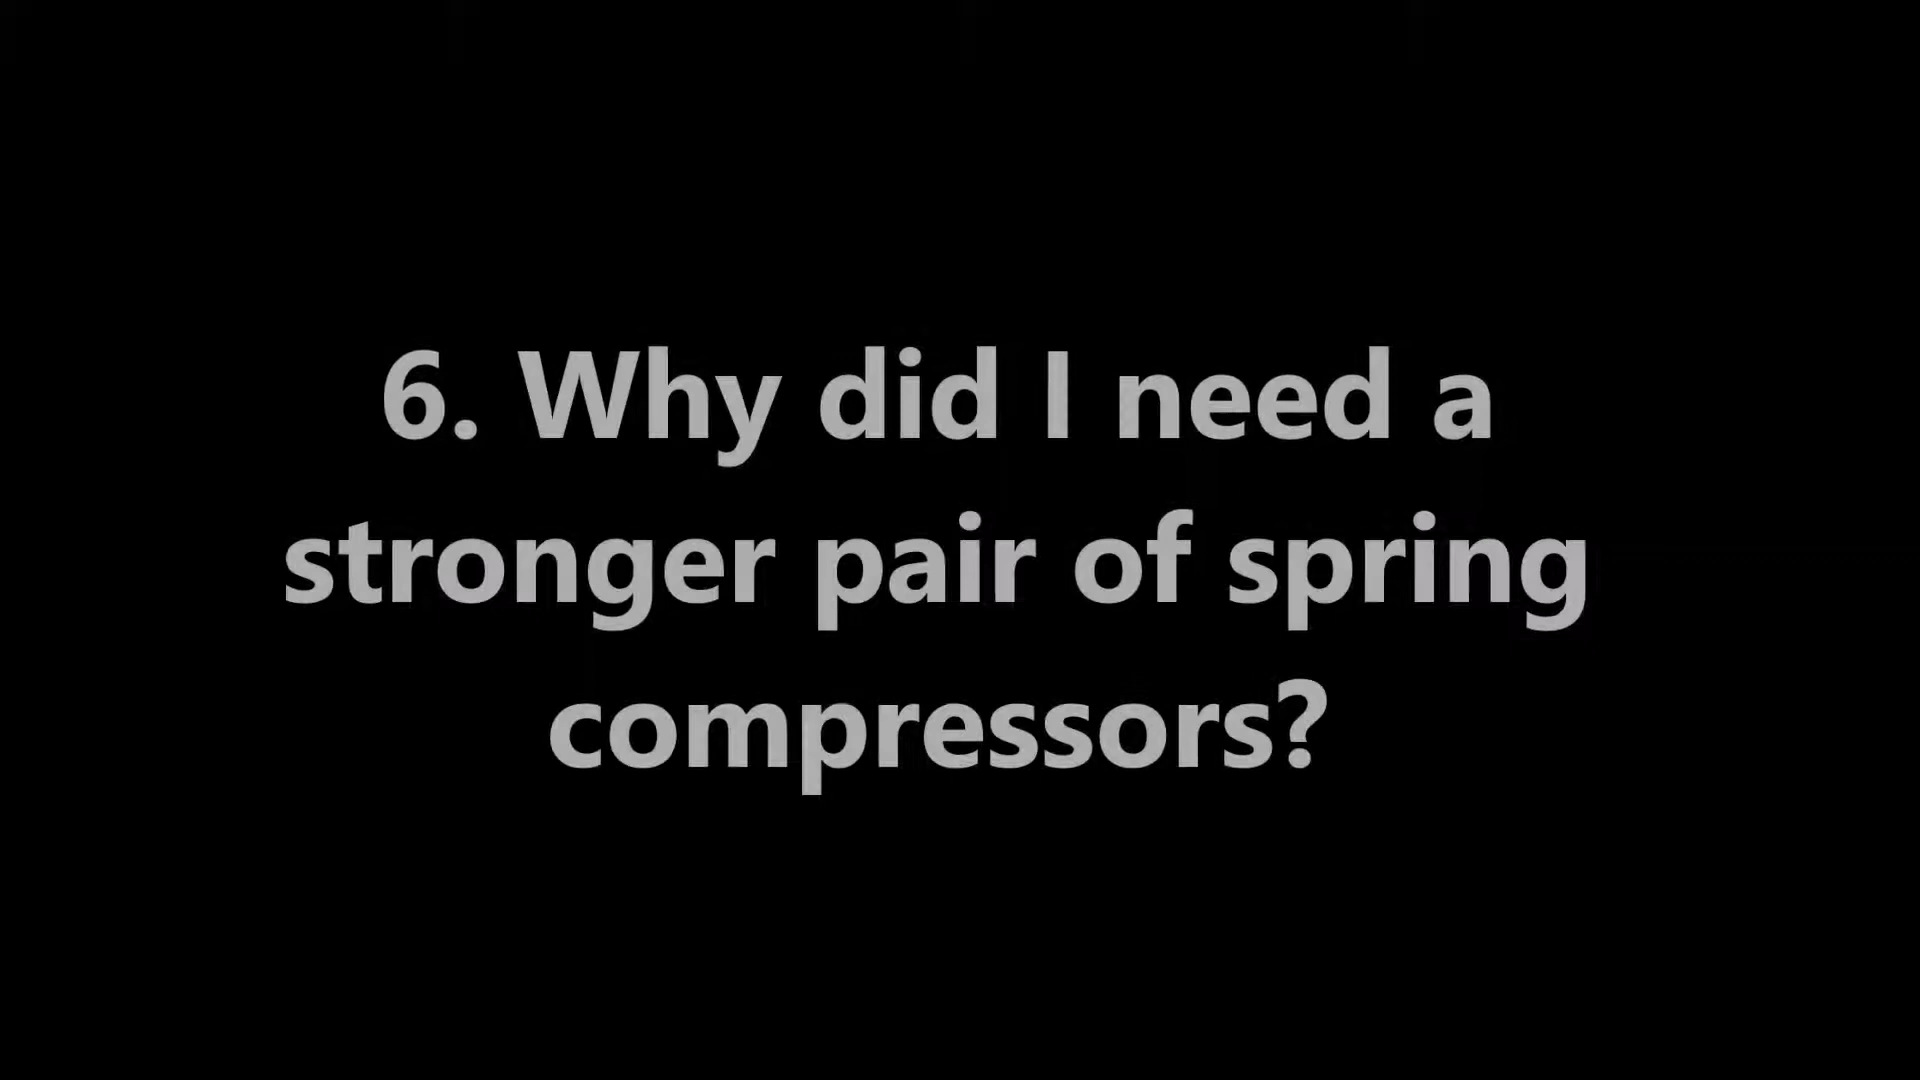 6. Why did I need a
stronger pair of spring
compressors?